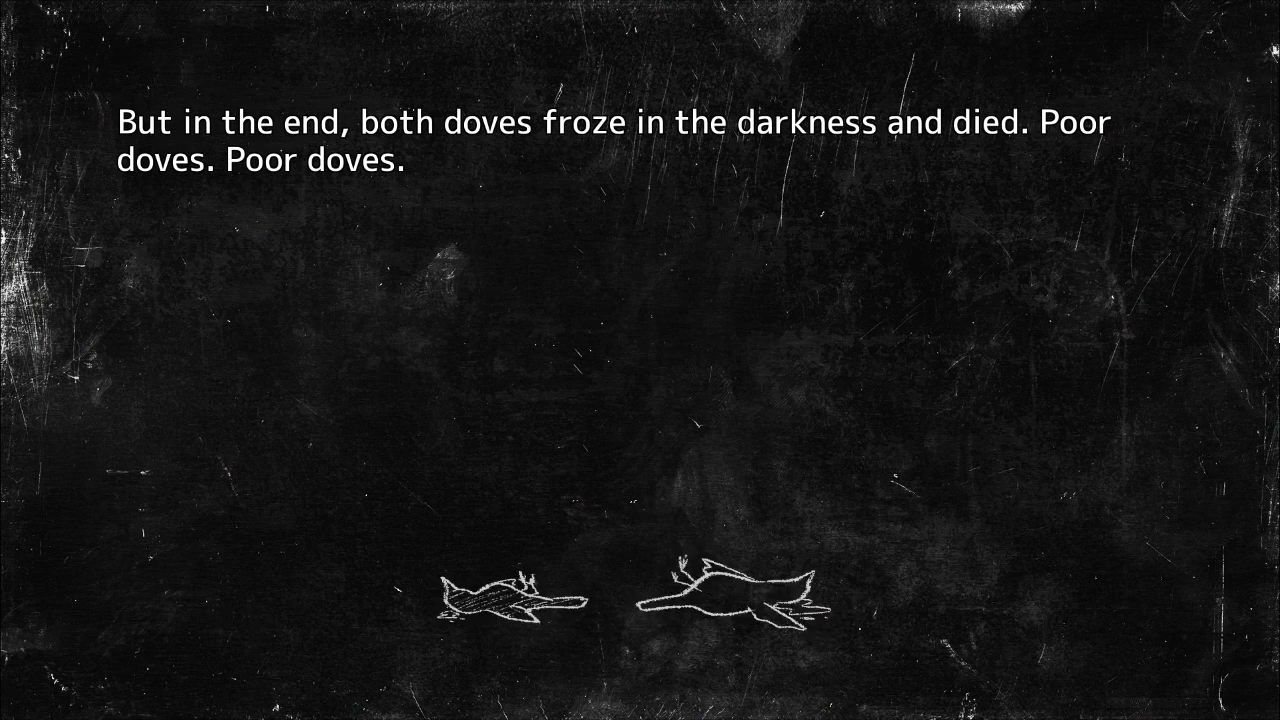 But in the end, both doves froze in the darkness and died. Poor
doves. Poor doves.